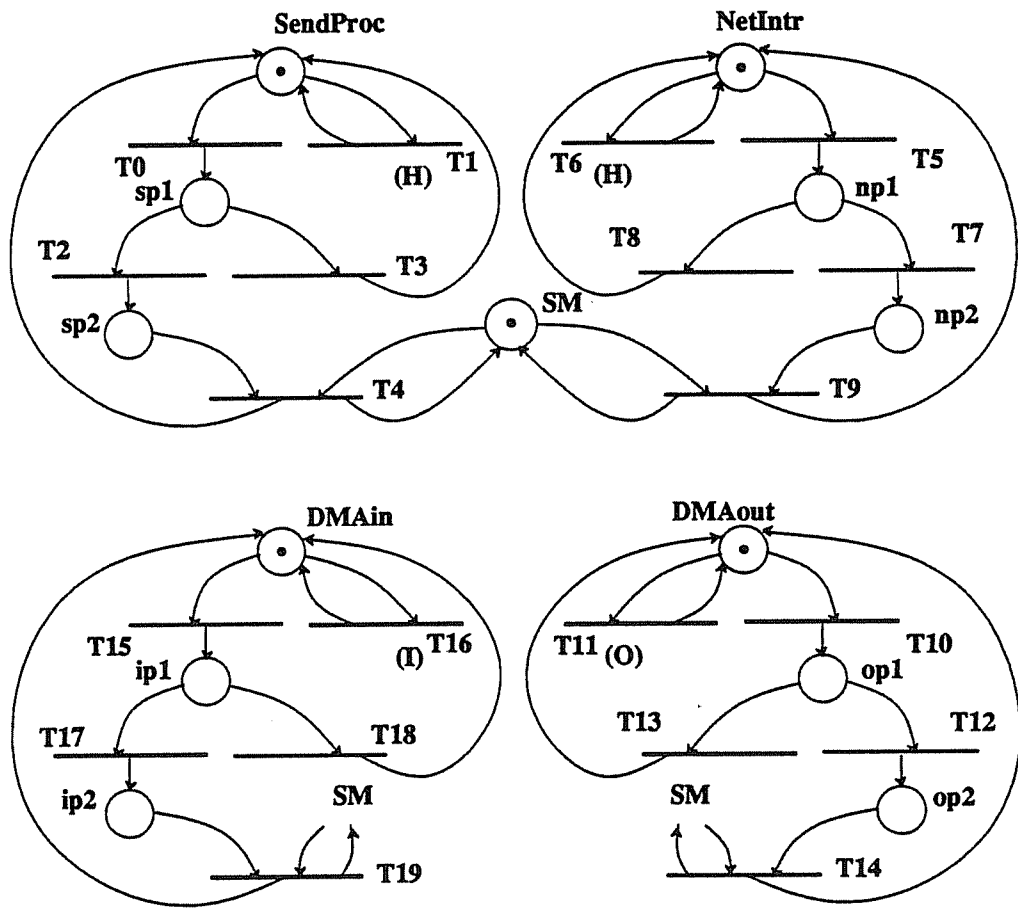 SendProc
NetIntr
T0
(H)
T1
T6
(H)
T5
sp1
np1
T2
T3
T8
T7
SM
sp2
np2
T4
T9
DMAin
DMAout
T15
T16
(I)
T11
(O)
T10
ip1
op1
T17
T18
T13
T12
ip2
SM
SM
op2
T19
T14